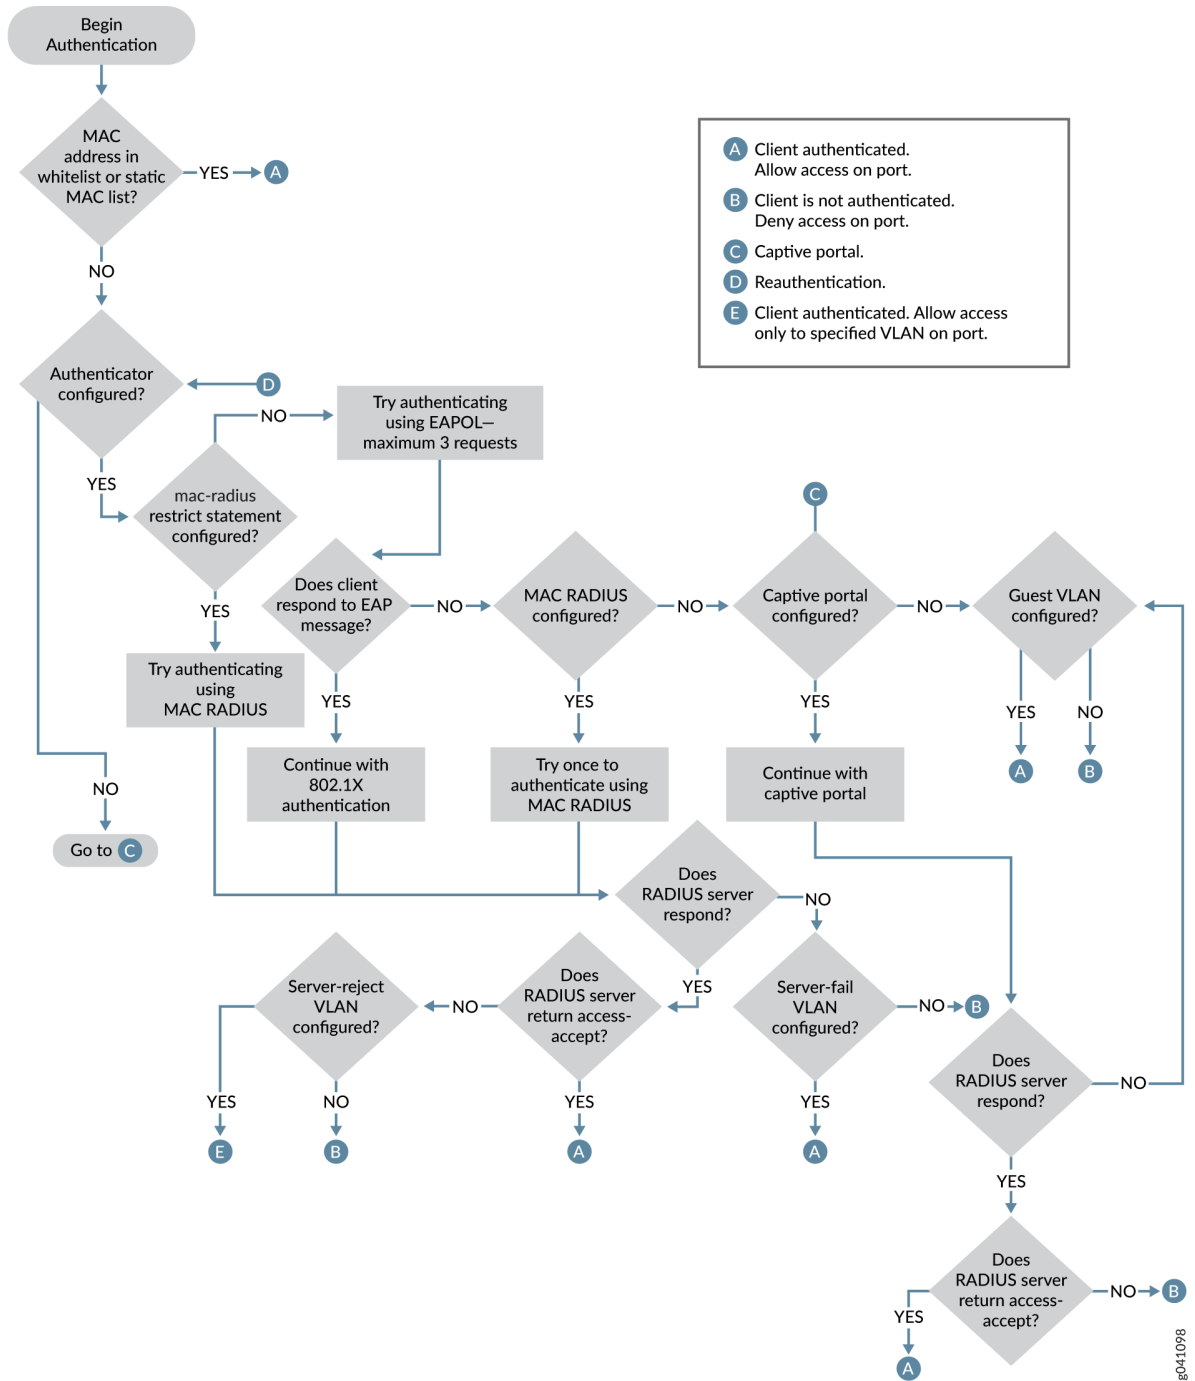 Begin
Authentication
MAC
address in
whitelist or static
MAC list?
YES
A
NO
A Client authenticated.
Allow access on port.
B Client is not authenticated.
Deny access on port.
C Captive portal.
D Reauthentication.
E Client authenticated. Allow access
only to specified VLAN on port.
Authenticator
configured?
D
YES
NO
Go to C
mac-radius
restrict statement
configured?
NO
Try authenticating
using EAPOL—
maximum 3 requests
YES
Try authenticating
using
MAC RADIUS
Does client
respond to EAP
message?
NO
YES
Continue with
802.1X
authentication
MAC RADIUS
configured?
NO
YES
Try once to
authenticate using
MAC RADIUS
C
Captive portal
configured?
NO
YES
Continue with
captive portal
Guest VLAN
configured?
YES
NO
A
B
Does
RADIUS server
respond?
NO
YES
Server-fail
VLAN
configured?
NO
B
YES
A
Does
RADIUS server
return access-
accept?
NO
YES
A
Server-reject
VLAN
configured?
YES
NO
E
B
Does
RADIUS server
respond?
NO
YES
Does
RADIUS server
return access-
accept?
NO
B
YES
A
g041098